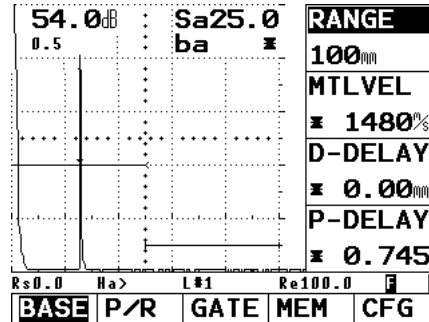 54.0dB Sa25.0
0.5 ba
RANGE
100mm
MTLVEL
1480%
D-DELAY
0.00mm
P-DELAY
0.745
Rs0.0 Ha> L#1 Re100.0 F
BASE P/R GATE MEM CFG